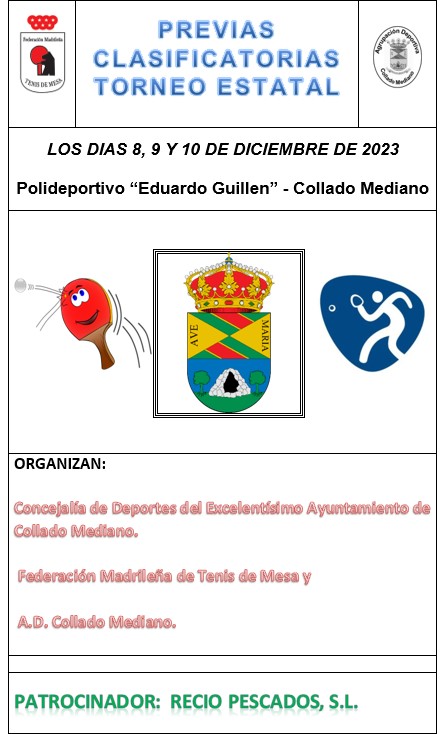 Federación Madrileña
TENIS DE MESA
PREVIAS
CLASIFICATORIAS
TORNEO ESTATAL
Agrupación Deportiva
Collado Mediano
LOS DIAS 8, 9 Y 10 DE DICIEMBRE DE 2023
Polideportivo “Eduardo Guillen” - Collado Mediano
AVE
MARIA
ORGANIZAN:
Concejalía de Deportes del Excelentísimo Ayuntamiento de
Collado Mediano.
Federación Madrileña de Tenis de Mesa y
A.D. Collado Mediano.
PATROCINADOR: RECIO PESCADOS, S.L.